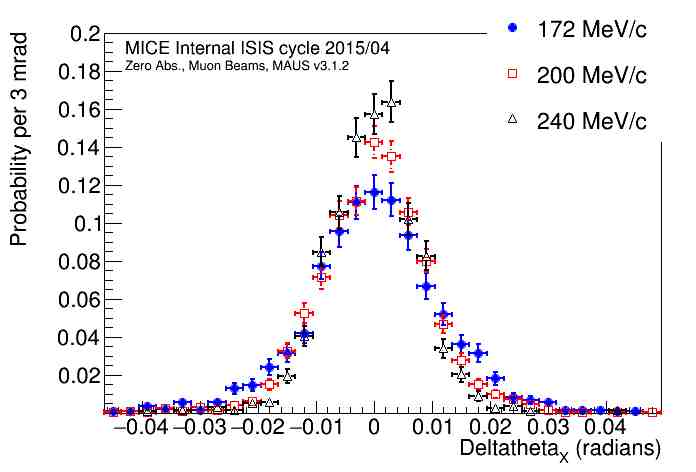 172 MeV/c
200 MeV/c
240 MeV/c
MICE Internal ISIS cycle 2015/04
Zero Abs., Muon Beams, MAUS v3.1.2
Probability per 3 mrad
0.2
0.18
0.16
0.14
0.12
0.1
0.08
0.06
0.04
0.02
−0.04 −0.03 −0.02 −0.01 0 0.01 0.02 0.03 0.04
Deltatheta_X (radians)